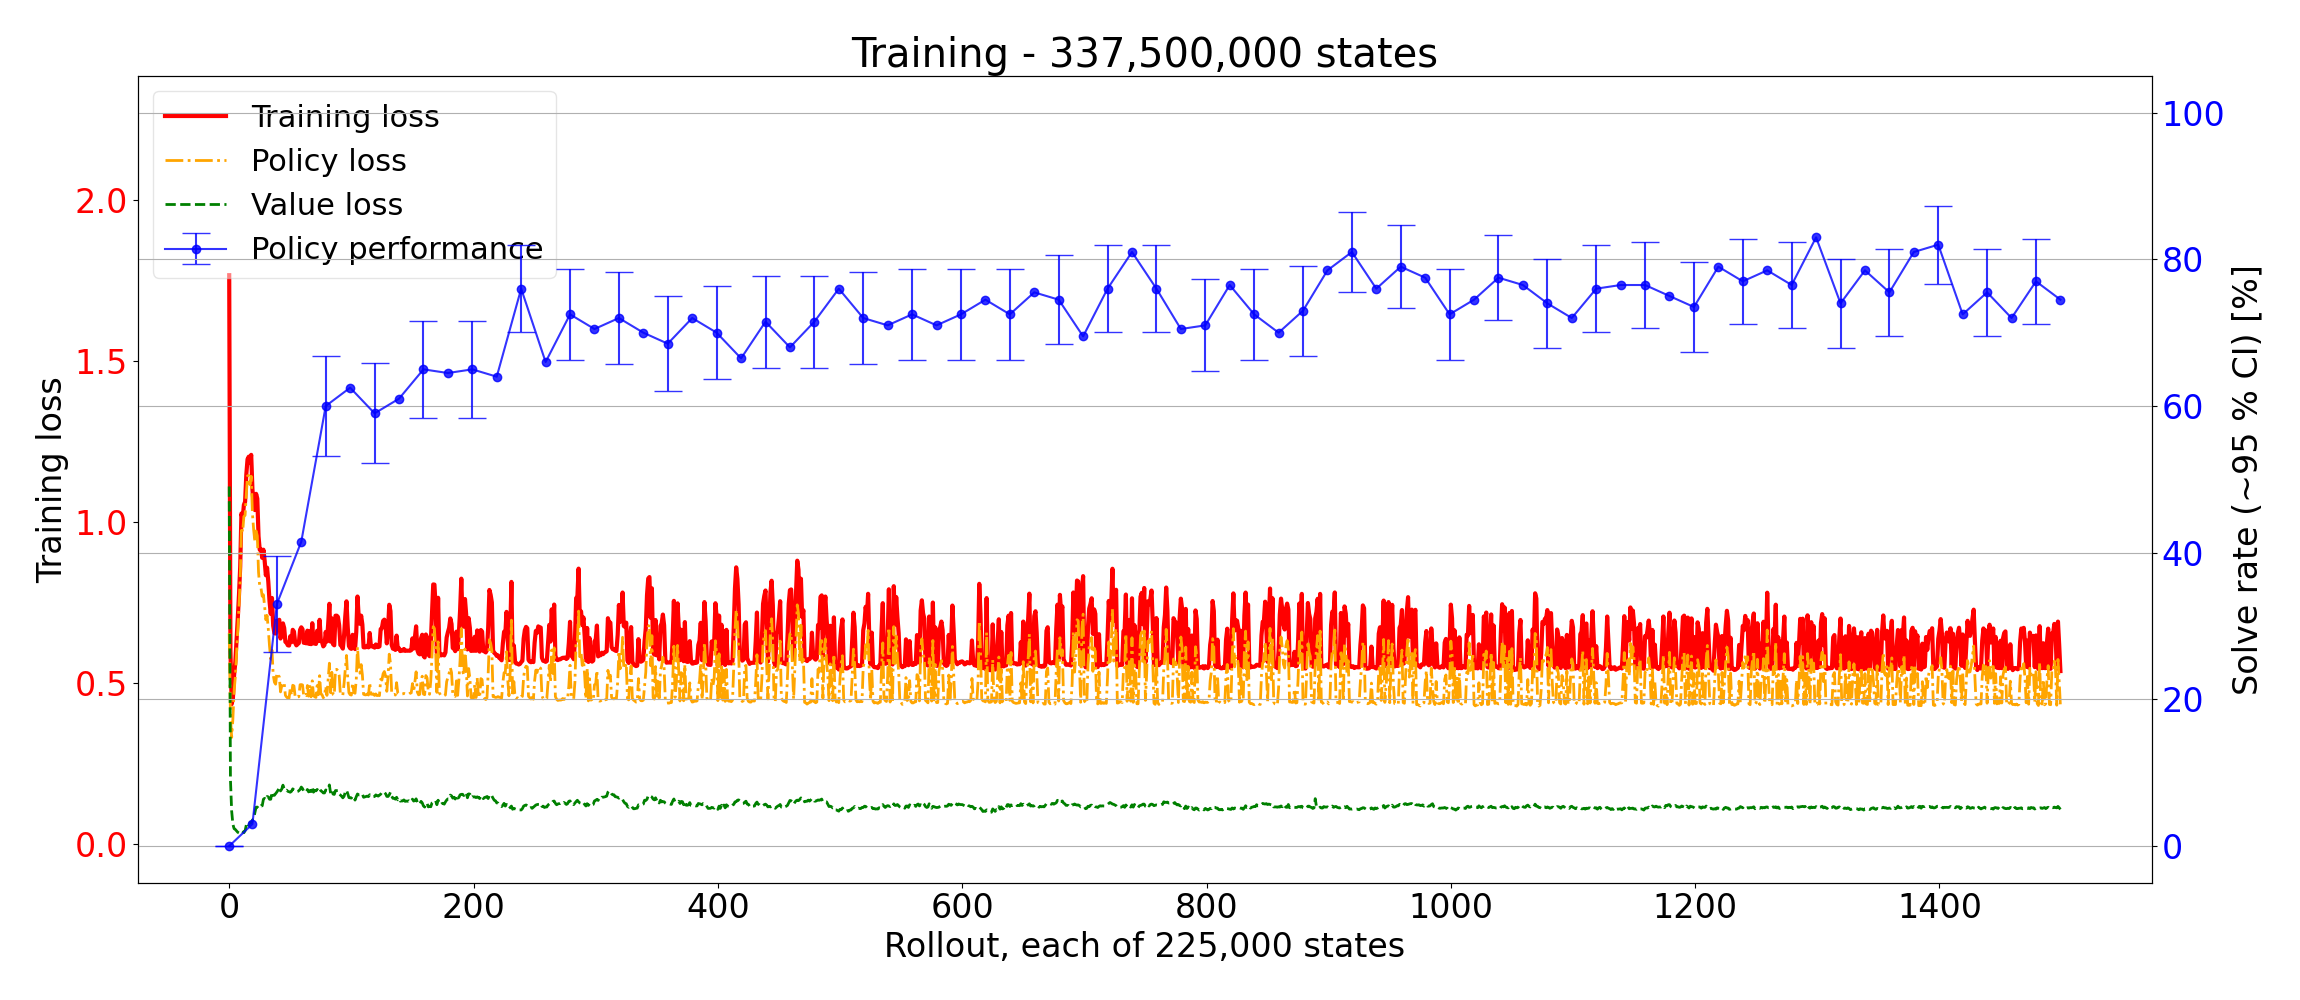 Training - 337,500,000 states
Training loss
Policy loss
Value loss
Policy performance
Training loss
2.0
1.5
1.0
0.5
0.0
100
80
60
40
20
0
Solve rate (~95 % CI) [%]
0 200 400 600 800 1000 1200 1400
Rollout, each of 225,000 states